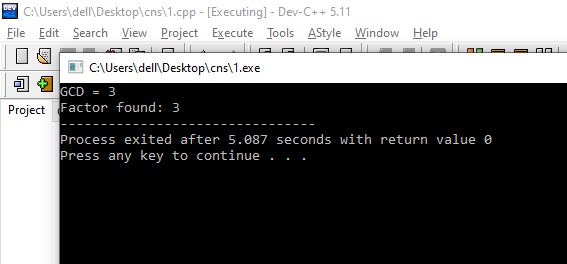 C:\Users\dell\Desktop\cns\1.cpp - [Executing] - Dev-C++ 5.11
File Edit Search View Project Execute Tools AStyle Window Help
C:\Users\dell\Desktop\cns\1.exe
Project
GCD = 3
Factor found: 3
--------------------------------
Process exited after 5.087 seconds with return value 0
Press any key to continue . . .